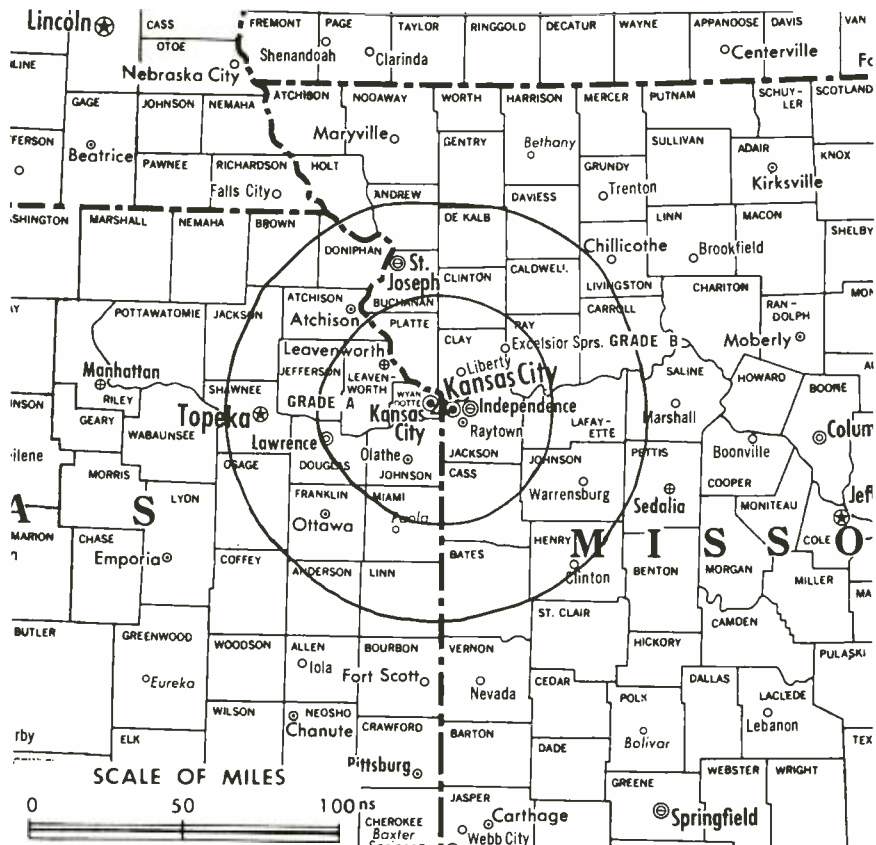 Lincoln
CASS
FREMONT
PAGE
TAYLOR
RINGGOLD
DECATUR
WAYNE
APPANOOSE
DAVIS
VAN
OTOE
Shenandoah
Clarinda
Centerville
Nebraska City
GAGE
JOHNSON
NEMAHA
ATCHISON
NODAWAY
WORTH
HARRISON
MERCER
PUTNAM
SCHUY-
LER
SCOTLAND
Maryville
GENTRY
Bethany
SULLIVAN
ADAIR
KNOX
FFERSON
Beatrice
PAWNEE
RICHARDSON
HOLT
GRUNDY
Trenton
Kirksville
Falls City
ANDREW
DAVIESS
LINN
MACON
SHELBY
MARSHALL
NEMAHA
BROWN
DE KALB
Chillicothe
Brookfield
DONIPHAN
St.
Joseph
CLINTON
CALDWELL
LIVINGSTON
CHARITON
POTTAWATOMIE
JACKSON
ATCHISON
Atchison
BUCHANAN
PLATTE
CLAY
RAY
CARROLL
RAN-
DOLPH
Moberly
Excelsior Sprs.
GRADE B
Leavenworth
JEFFERSON
LEAVEN-
WORTH
Liberty
SALINE
HOWARD
BOONE
Manhattan
RILEY
SHAWNEE
GRADE A
WYAN
DOTTE
Kansas City
Kansas
City
Independence
Raytown
Marshall
GEARY
WABAUNSEE
Topeka
Lawrence
Olathe
LAFAY-
ETTE
Colum
Boonville
MORRIS
OSAGE
DOUGLAS
JOHNSON
JACKSON
CASS
JOHNSON
PETTIS
COOPER
Warrensburg
Sedalia
MONITEAU
Jef
A S
LYON
FRANKLIN
MIAMI
Ottawa
Paola
MARION
CHASE
Emporia
COFFEY
ANDERSON
LINN
BATES
HENRY
MISSO
Clinton
BENTON
MORGAN
COLE
MILLER
ST. CLAIR
CAMDEN
BUTLER
GREENWOOD
WOODSON
ALLEN
BOURBON
VERNON
HICKORY
PULASKI
Eureka
Iola
Fort Scott
Nevada
CEDAR
POLK
DALLAS
LACLEDE
Lebanon
WILSON
NEOSHO
Chanute
CRAWFORD
BARTON
Bolivar
rby
ELK
DADE
TEX
Pittsburg
GREENE
WEBSTER
WRIGHT
SCALE OF MILES
0 50 100
ns
CHEROKEE
Baxter
JASPER
Carthage
Webb City
Springfield